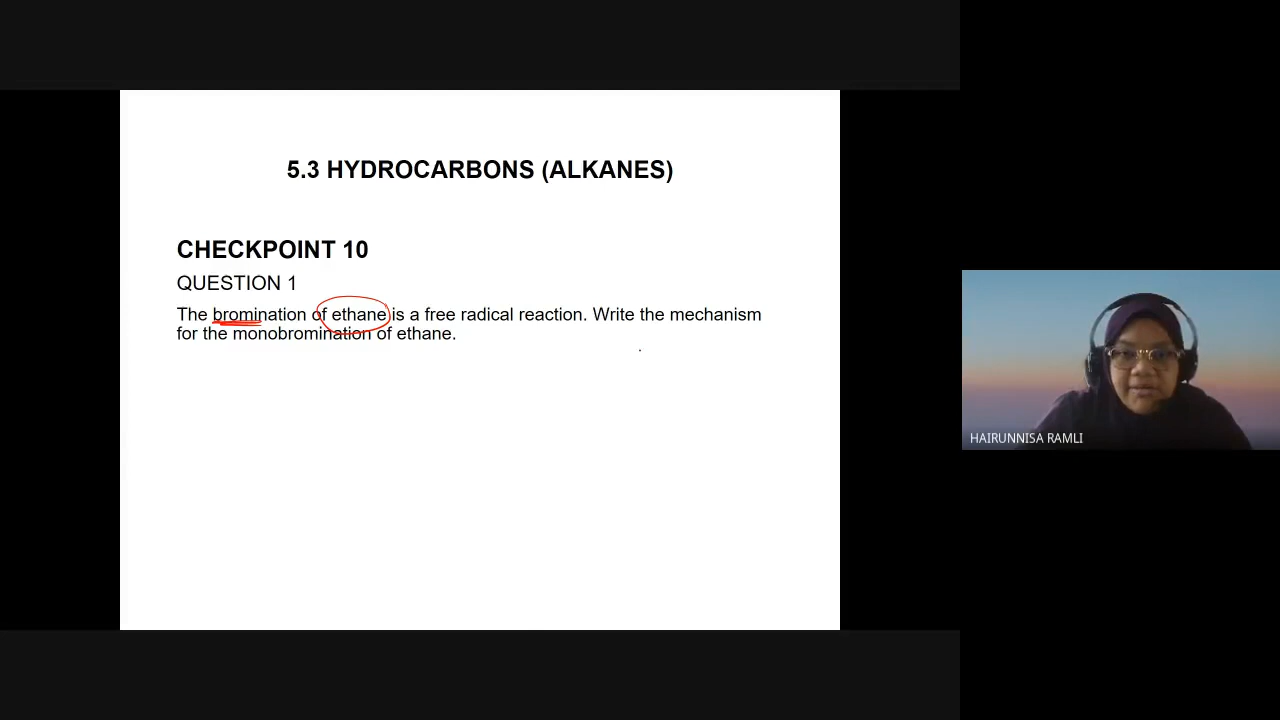 5.3 HYDROCARBONS (ALKANES)
CHECKPOINT 10
QUESTION 1
The bromination of ethane is a free radical reaction. Write the mechanism
for the monobromination of ethane.
HAIRUNNISA RAMLI